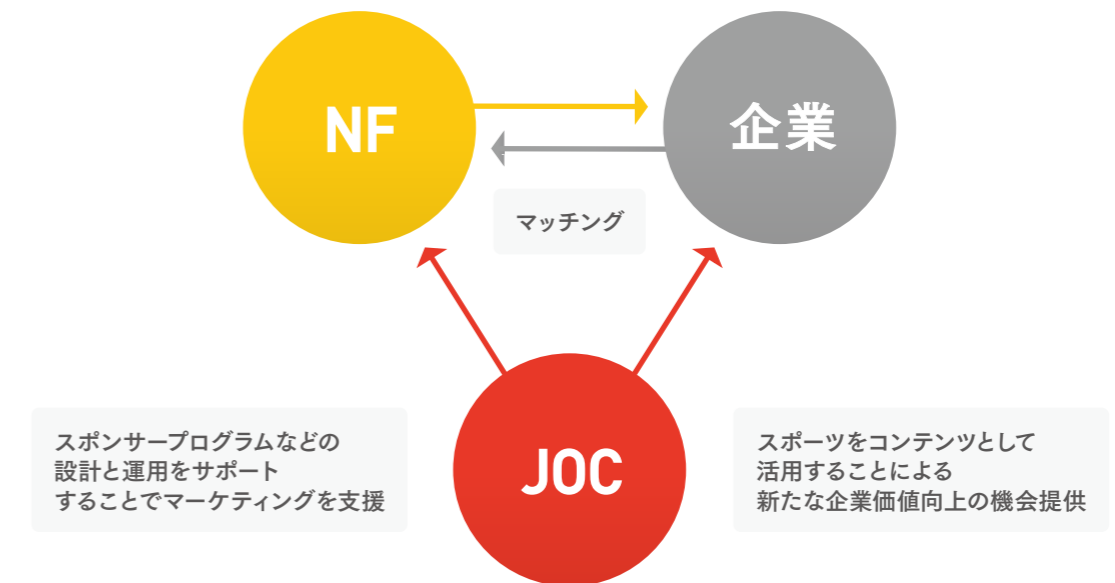 NF
企業
マッチング
JOC
スポンサープログラムなどの
設計と運用をサポート
することでマーケティングを支援
スポーツをコンテンツとして
活用することによる
新たな企業価値向上の機会提供